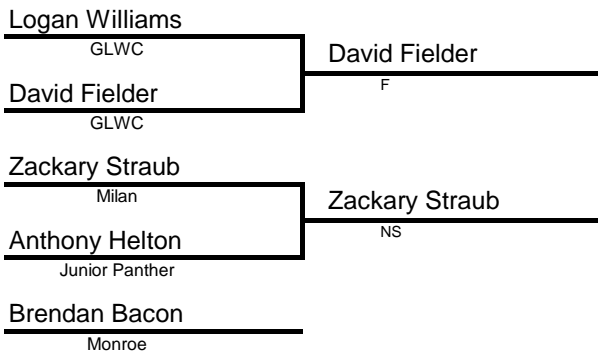 Logan Williams
GLWC
David Fielder
F
David Fielder
GLWC
Zackary Straub
Milan
Zackary Straub
NS
Anthony Helton
Junior Panther
Brendan Bacon
Monroe